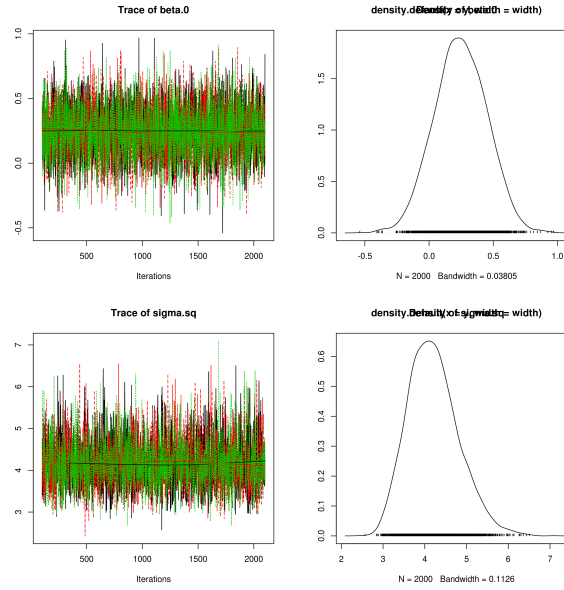 Trace of beta.0
1.0
0.5
0.0
-0.5
500 1000 1500 2000
Iterations
1.5
1.0
0.5
0.0
-0.5 0.0 0.5 1.0
N = 2000 Bandwidth = 0.03805
Trace of sigma.sq
7
6
5
4
3
500 1000 1500 2000
Iterations
0.6
0.5
0.4
0.3
0.2
0.1
0.0
2 3 4 5 6 7
N = 2000 Bandwidth = 0.1126